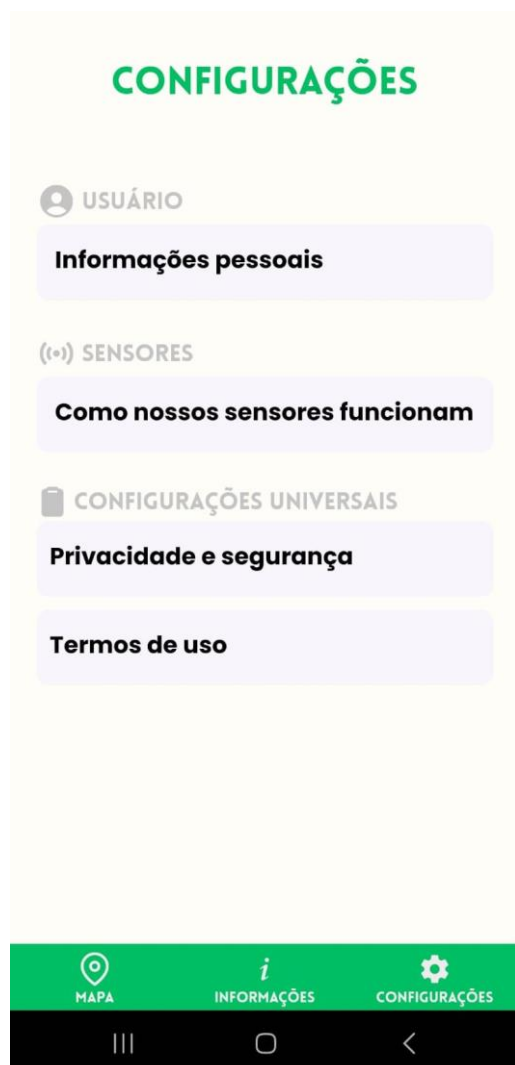 CONFIGURAÇÕES
USUÁRIO
Informações pessoais
SENSORES
Como nossos sensores funcionam
CONFIGURAÇÕES UNIVERSAIS
Privacidade e segurança
Termos de uso
MAPA
INFORMAÇÕES
CONFIGURAÇÕES